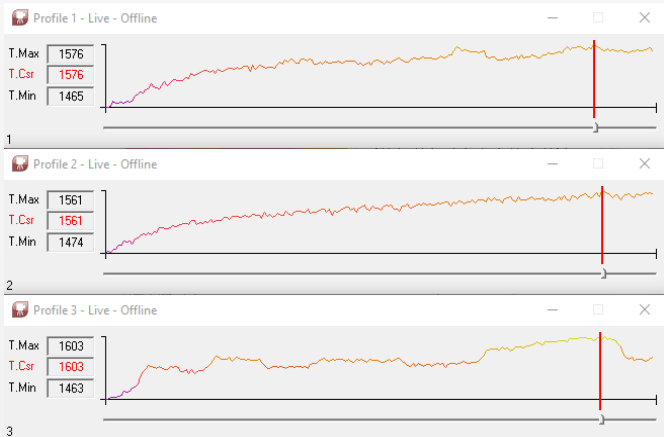 Profile 1 - Live - Offline
T.Max 1576
T.Csr 1576
T.Min 1465
1
Profile 2 - Live - Offline
T.Max 1561
T.Csr 1561
T.Min 1474
2
Profile 3 - Live - Offline
T.Max 1603
T.Csr 1603
T.Min 1463
3